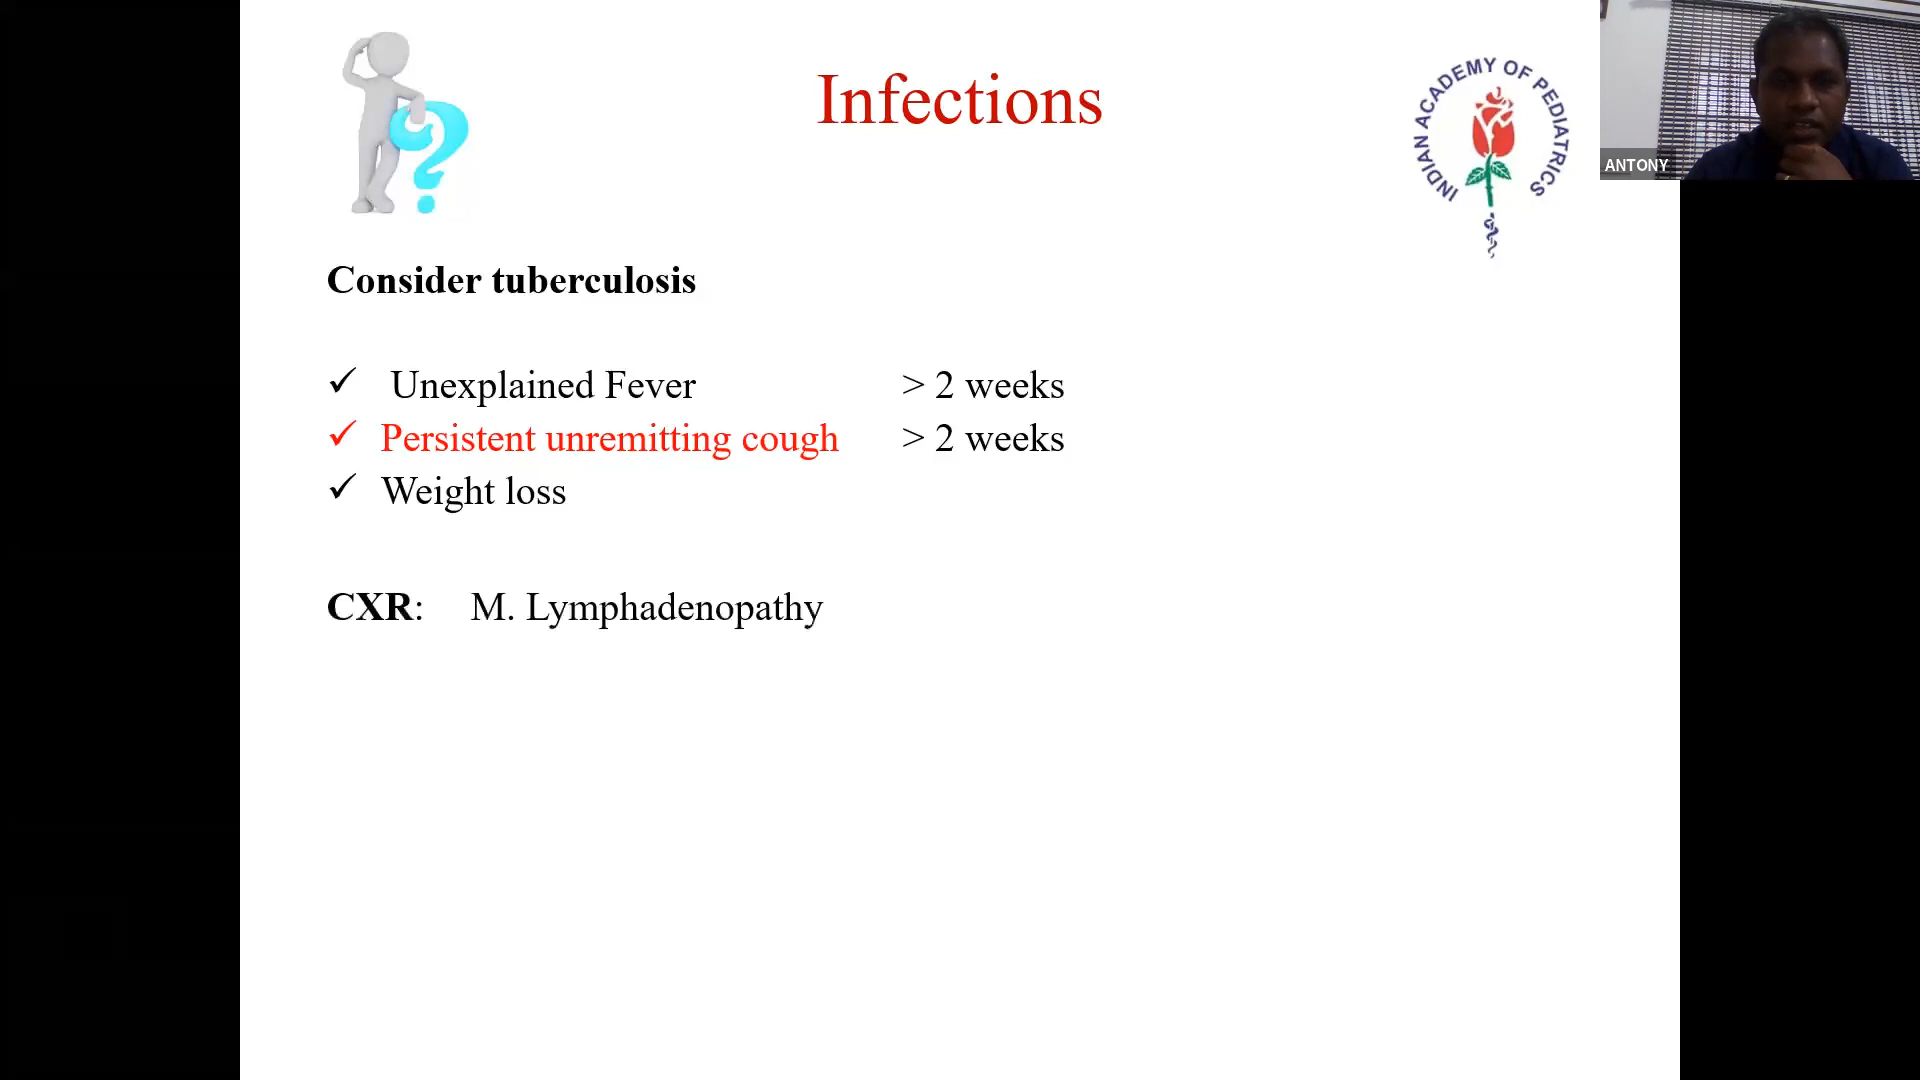 Infections
INDIAN ACADEMY OF PEDIATRICS
ANTONY
Consider tuberculosis
✓ Unexplained Fever > 2 weeks
✓ Persistent unremitting cough > 2 weeks
✓ Weight loss
CXR: M. Lymphadenopathy